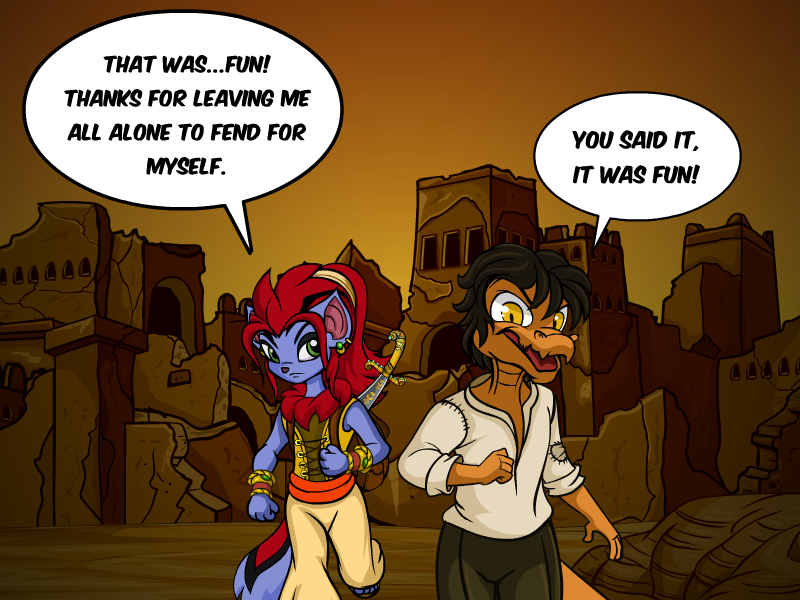 THAT WAS...FUN!
THANKS FOR LEAVING ME
ALL ALONE TO FEND FOR
MYSELF.
YOU SAID IT,
IT WAS FUN!